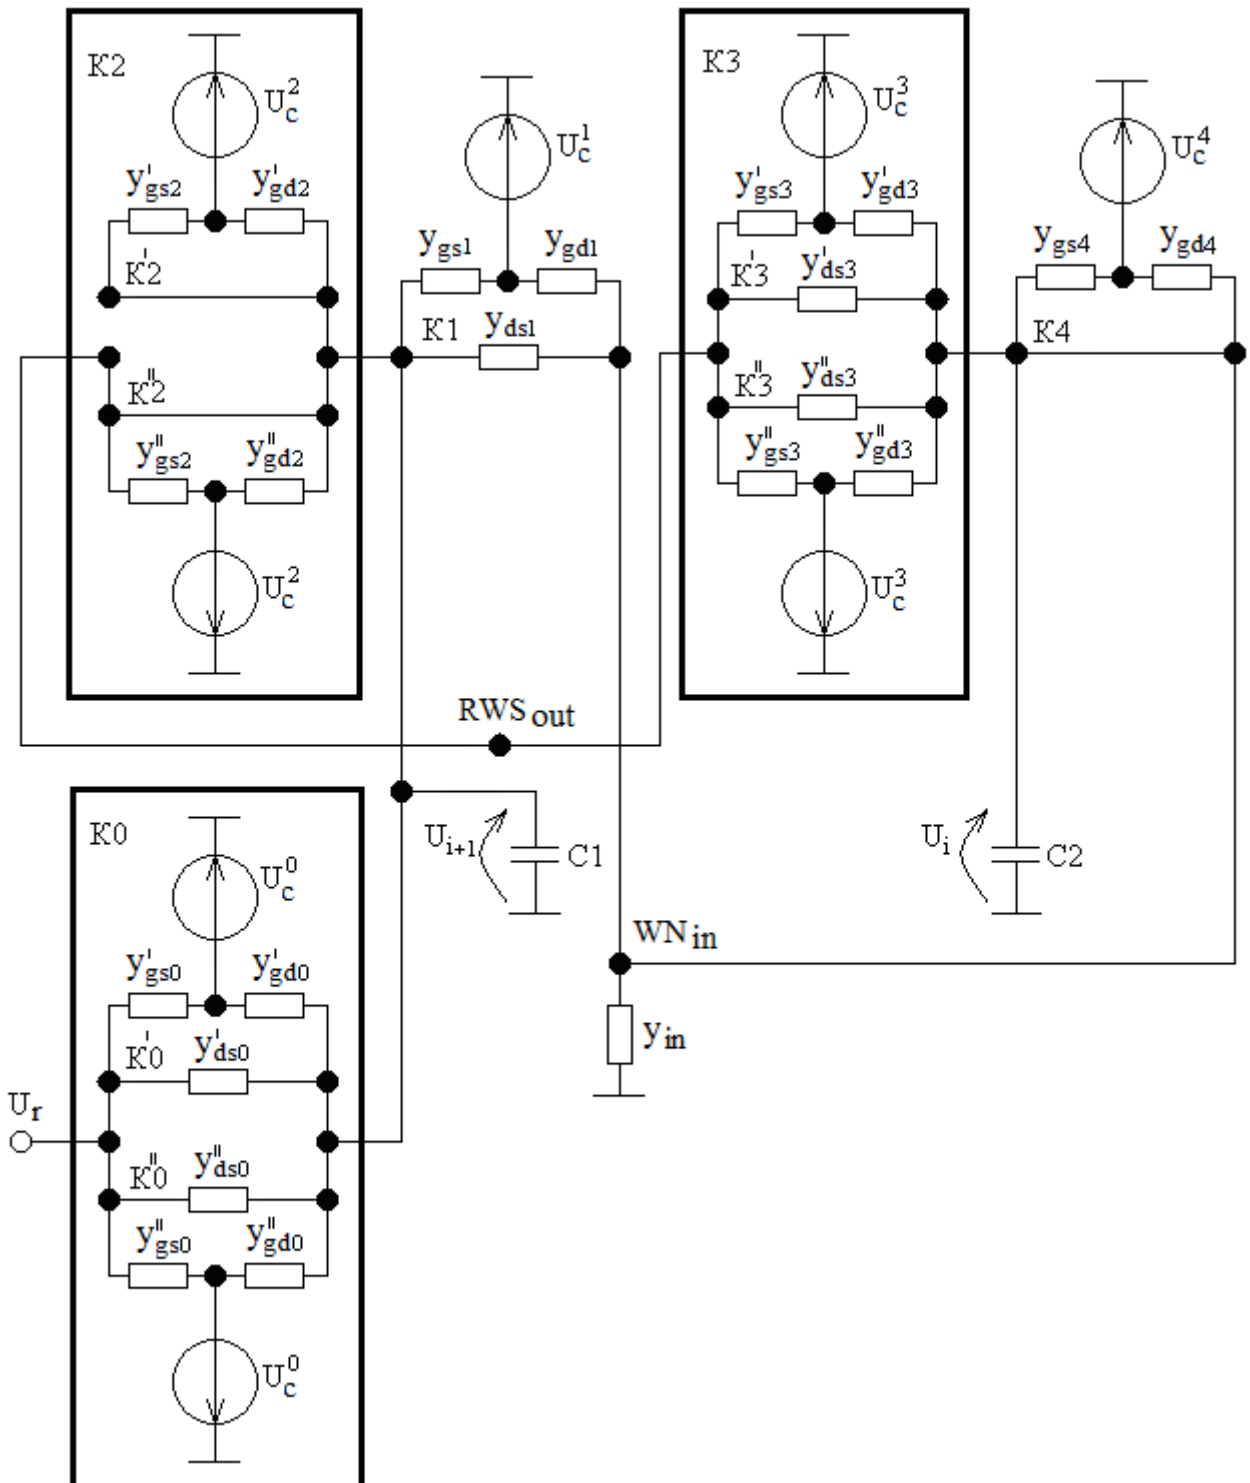 K2
U_c^2
y'_gs2
y'_gd2
K'2
K''2
y''_gs2
y''_gd2
U_c^2
U_c^1
y_gs1
y_gd1
K1
y_ds1
K3
U_c^3
y'_gs3
y'_gd3
K'3
y'_ds3
K''3
y''_ds3
y''_gs3
y''_gd3
U_c^3
U_c^4
y_gs4
y_gd4
K4
RWS_out
K0
U_c^0
y'_gs0
y'_gd0
K'0
y'_ds0
U_r
K''0
y''_ds0
y''_gs0
y''_gd0
U_c^0
U_i+1
C1
U_i
C2
WN_in
y_in